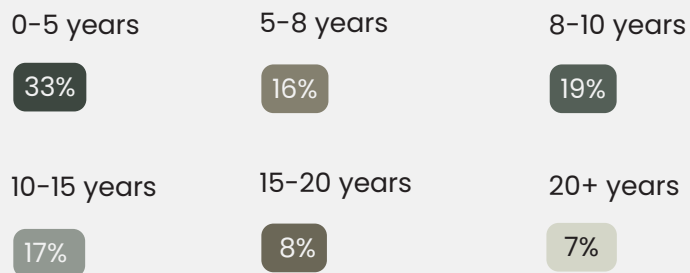 0-5 years 5-8 years 8-10 years
33% 16% 19%
10-15 years 15-20 years 20+ years
17% 8% 7%